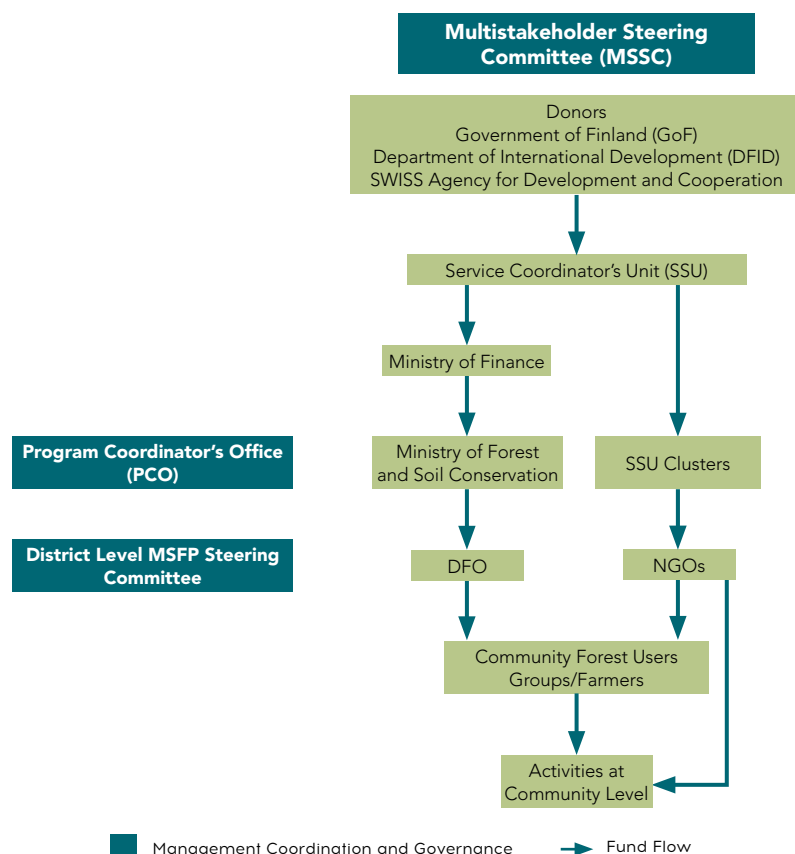 Multistakeholder Steering
Committee (MSSC)
Donors
Government of Finland (GoF)
Department of International Development (DFID)
SWISS Agency for Development and Cooperation
Service Coordinator's Unit (SSU)
Ministry of Finance
Program Coordinator's Office
(PCO)
Ministry of Forest
and Soil Conservation
SSU Clusters
District Level MSFP Steering
Committee
DFO
NGOs
Community Forest Users
Groups/Farmers
Activities at
Community Level
Management Coordination and Governance
Fund Flow